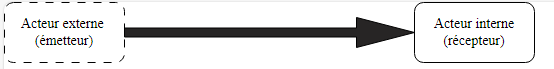 Acteur externe
(émetteur)
Acteur interne
(récepteur)